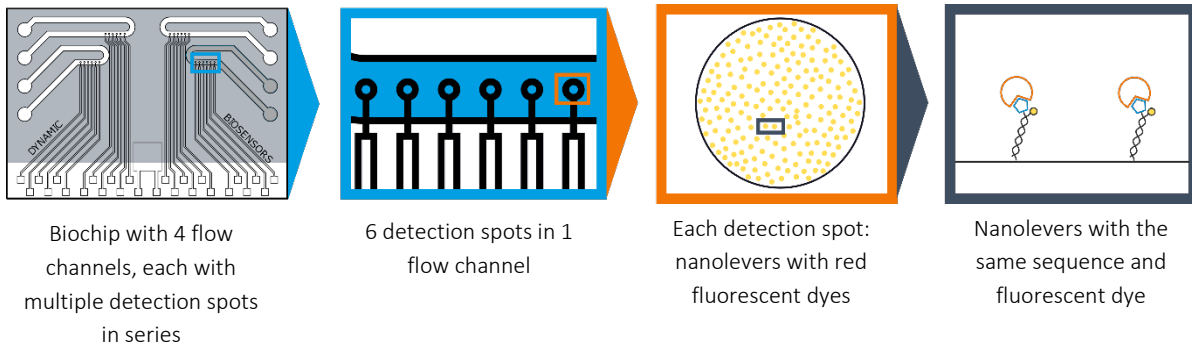 DYNAMIC
BIOSENSORS
Biochip with 4 flow
channels, each with
multiple detection spots
in series
6 detection spots in 1
flow channel
Each detection spot:
nanolevers with red
fluorescent dyes
Nanolevers with the
same sequence and
fluorescent dye